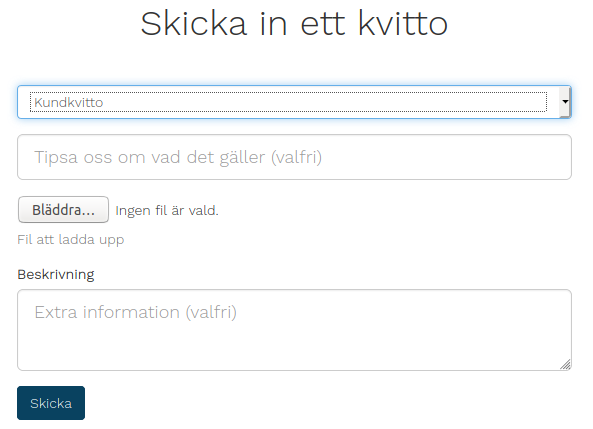 Skicka in ett kvitto
Kundkvitto
Tipsa oss om vad det gäller (valfri)
Bläddra... Ingen fil är vald.
Fil att ladda upp
Beskrivning
Extra information (valfri)
Skicka